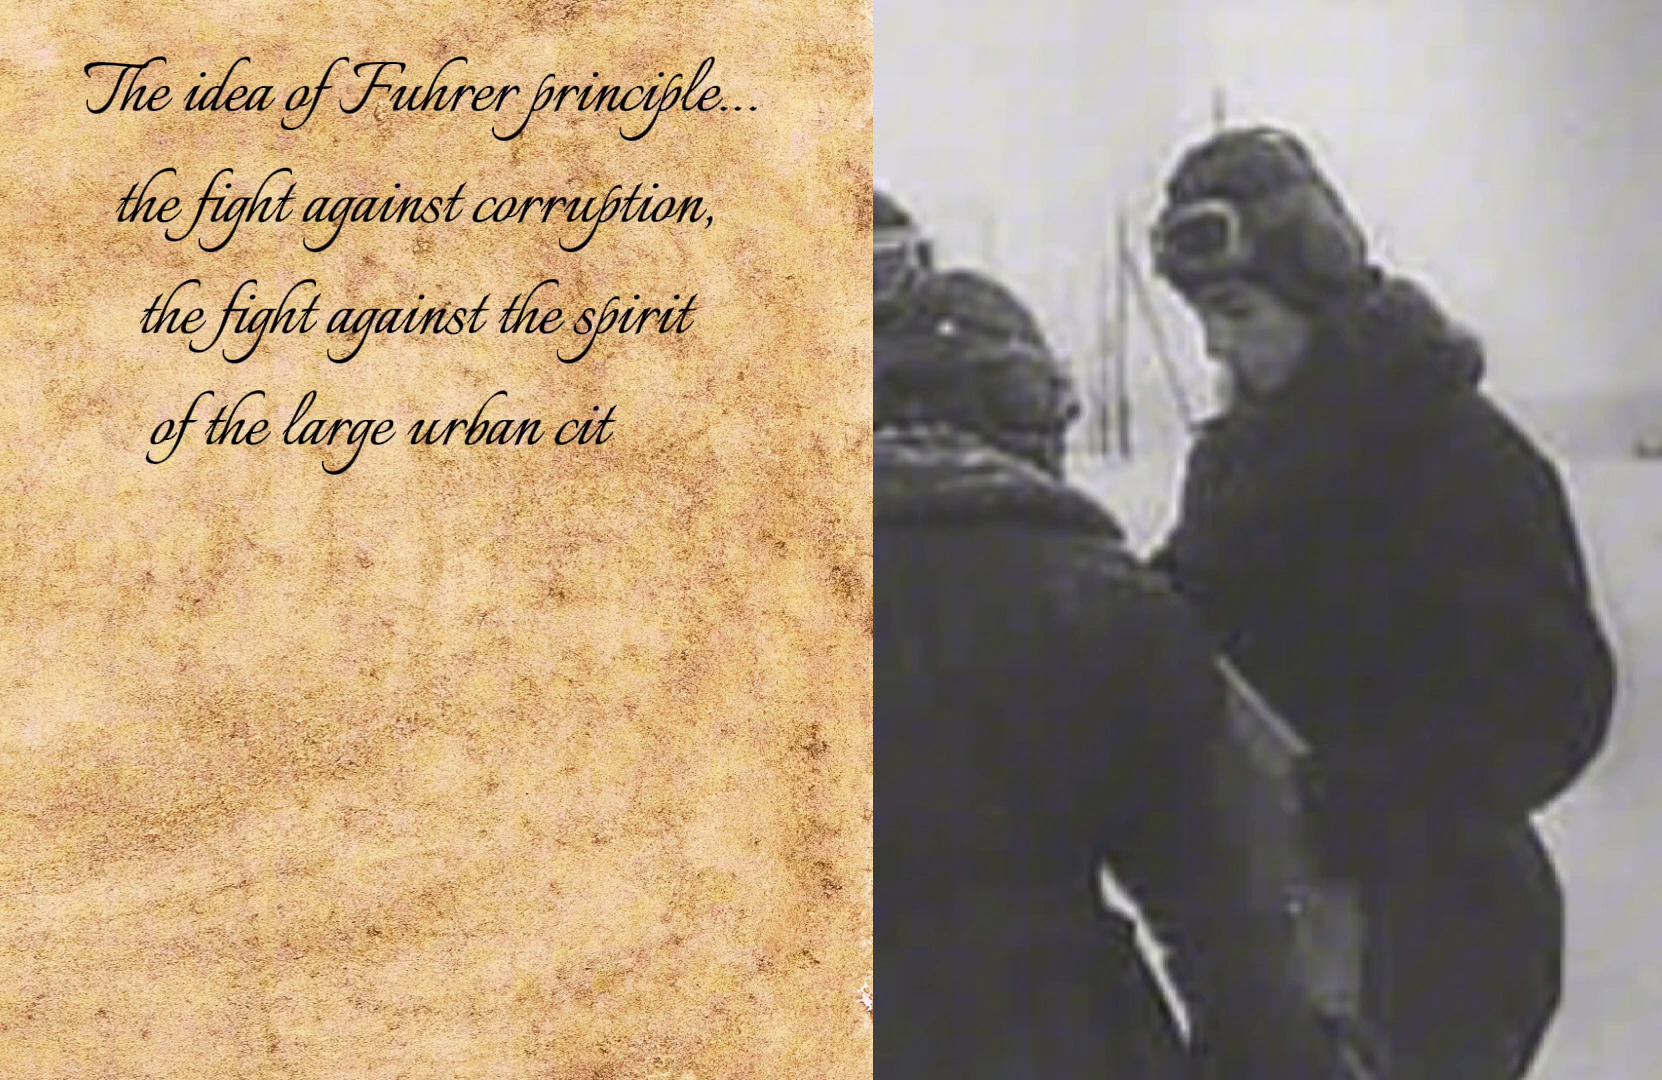 The idea of Fuhrer principle...
the fight against corruption,
the fight against the spirit
of the large urban cit